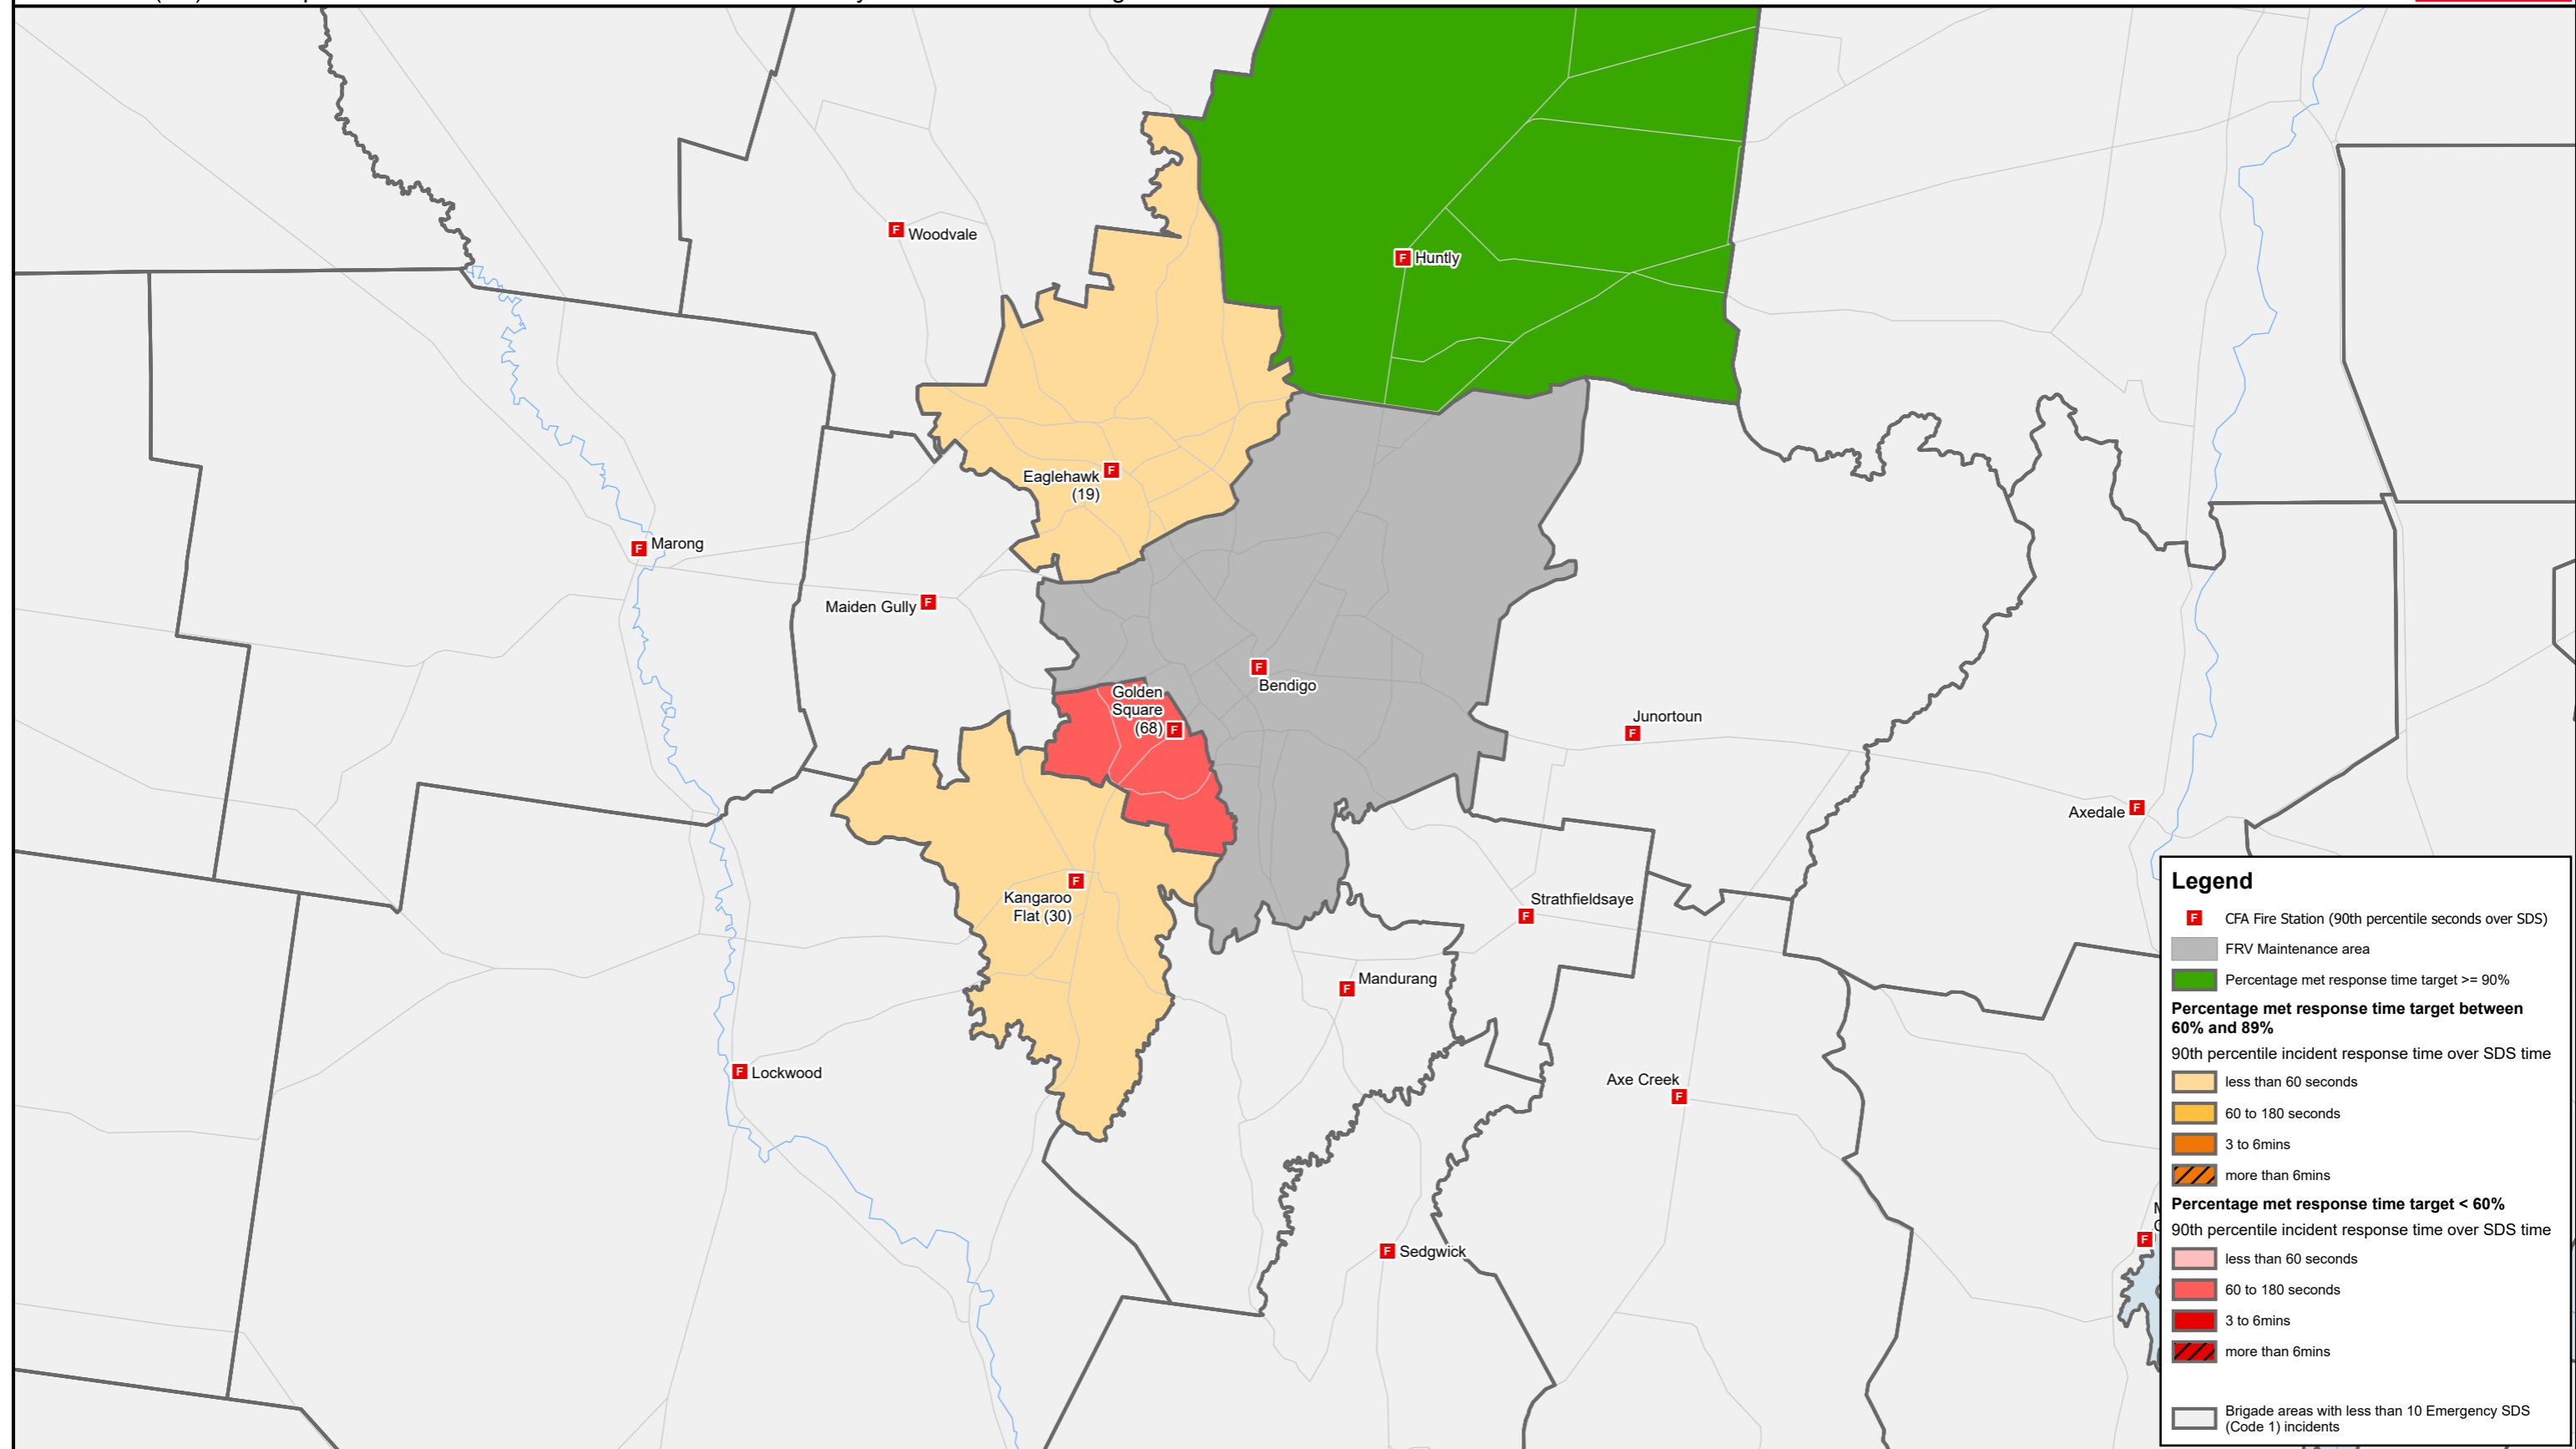 F Woodvale
F Huntly
Eaglehawk F
(19)
F Marong
Maiden Gully F
F
Bendigo
Golden
Square
(68) F
Junortoun
F
Axedale F
F
Kangaroo
Flat (30)
Strathfieldsaye
F
Mandurang
F
F Lockwood
Axe Creek
F
F Sedgwick
F
Legend
F CFA Fire Station (90th percentile seconds over SDS)
FRV Maintenance area
Percentage met response time target >= 90%
Percentage met response time target between
60% and 89%
90th percentile incident response time over SDS time
less than 60 seconds
60 to 180 seconds
3 to 6mins
more than 6mins
Percentage met response time target < 60%
90th percentile incident response time over SDS time
less than 60 seconds
60 to 180 seconds
3 to 6mins
more than 6mins
Brigade areas with less than 10 Emergency SDS
(Code 1) incidents